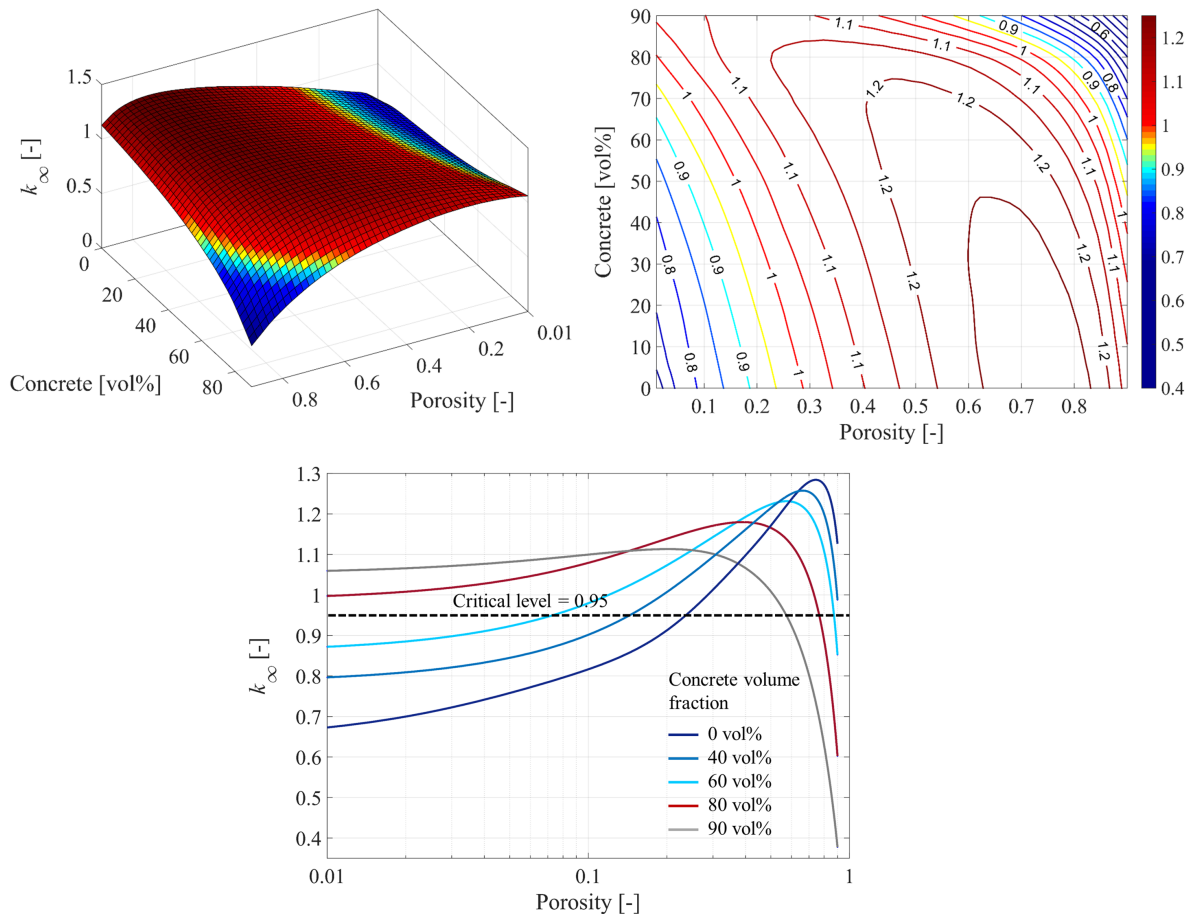 1.5
1
0.5
0
k∞ [-]
0
20
40
60
80
Concrete [vol%]
0.8
0.6
0.4
0.2
0.01
Porosity [-]
90
80
70
60
50
40
30
20
10
0
Concrete [vol%]
0.1 0.2 0.3 0.4 0.5 0.6 0.7 0.8
Porosity [-]
1.1 1.1 0.9 0.6
1 0.8
1.1 1.1 1 0.9
1 1.2 1.2 1.1 1
0.9 1 1.1 1.2 1.2 1.1 1
0.8 0.9 1 1.1 1.2 1.2 1.1
0.8 0.9 1 1.1 1.2
1.2
1.1
1
0.9
0.8
0.7
0.6
0.5
0.4
1.3
1.2
1.1
1
0.9
0.8
0.7
0.6
0.5
0.4
k∞ [-]
Critical level = 0.95
Concrete volume
fraction
0 vol%
40 vol%
60 vol%
80 vol%
90 vol%
0.01 0.1 1
Porosity [-]